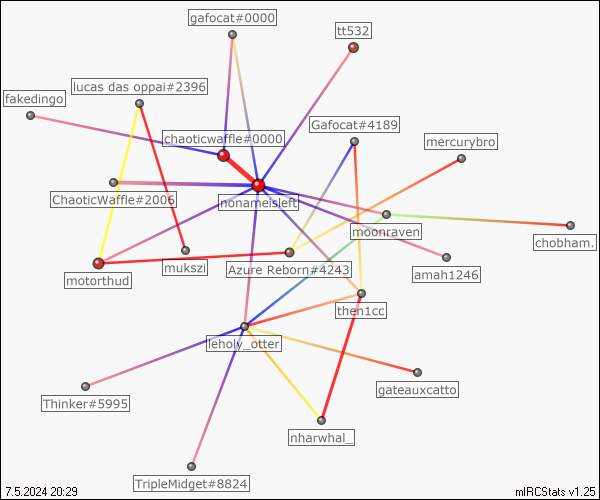 gafocat#0000
tt532
lucas das oppai#2396
fakedingo
Gafocat#4189
chaoticwaffle#0000
mercurybro
ChaoticWaffle#2006
nonameisleft
moonraven
chobham.
mukszi
Azure Reborn#4243
motorthud
amah1246
then1cc
leholy_otter
gateauxcatto
Thinker#5995
nharwhal_
TripleMidget#8824
7.5.2024 20:29
mIRCStats v1.25